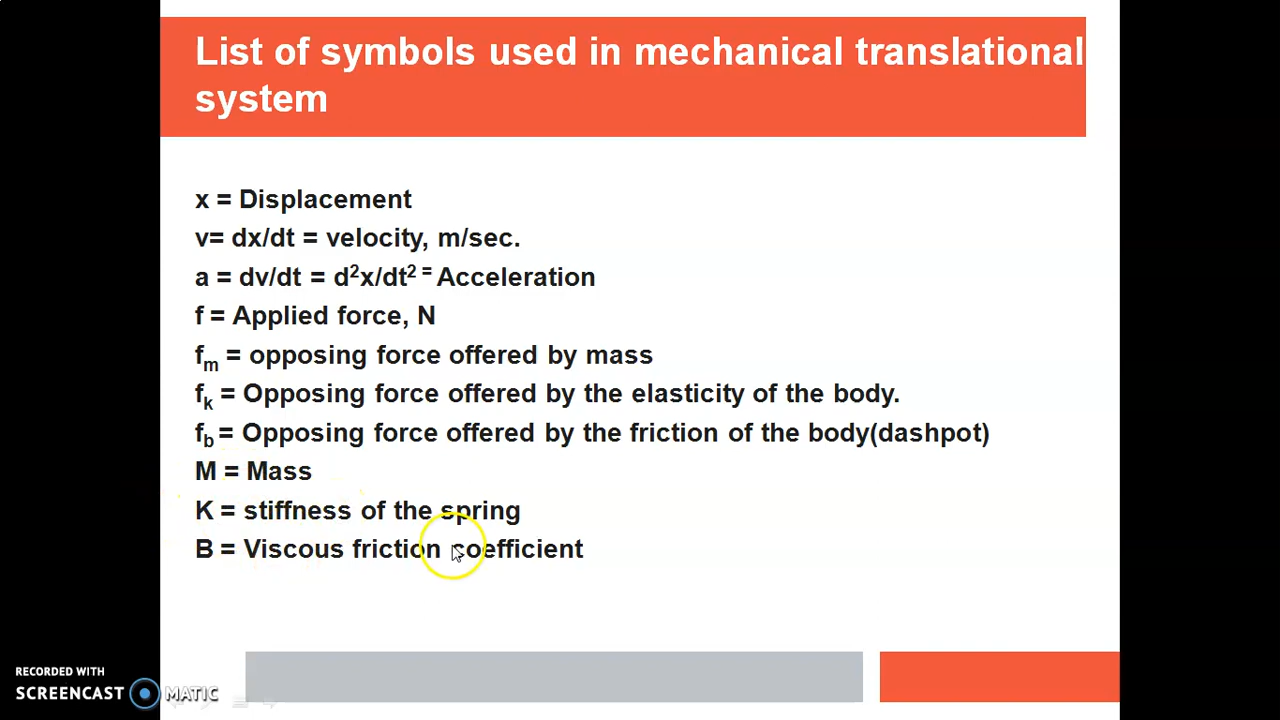 List of symbols used in mechanical translational
system
x = Displacement
v= dx/dt = velocity, m/sec.
a = dv/dt = d²x/dt² ⁼ Acceleration
f = Applied force, N
fₘ = opposing force offered by mass
fₖ = Opposing force offered by the elasticity of the body.
f_b = Opposing force offered by the friction of the body(dashpot)
M = Mass
K = stiffness of the spring
B = Viscous friction coefficient
RECORDED WITH
SCREENCAST MATIC